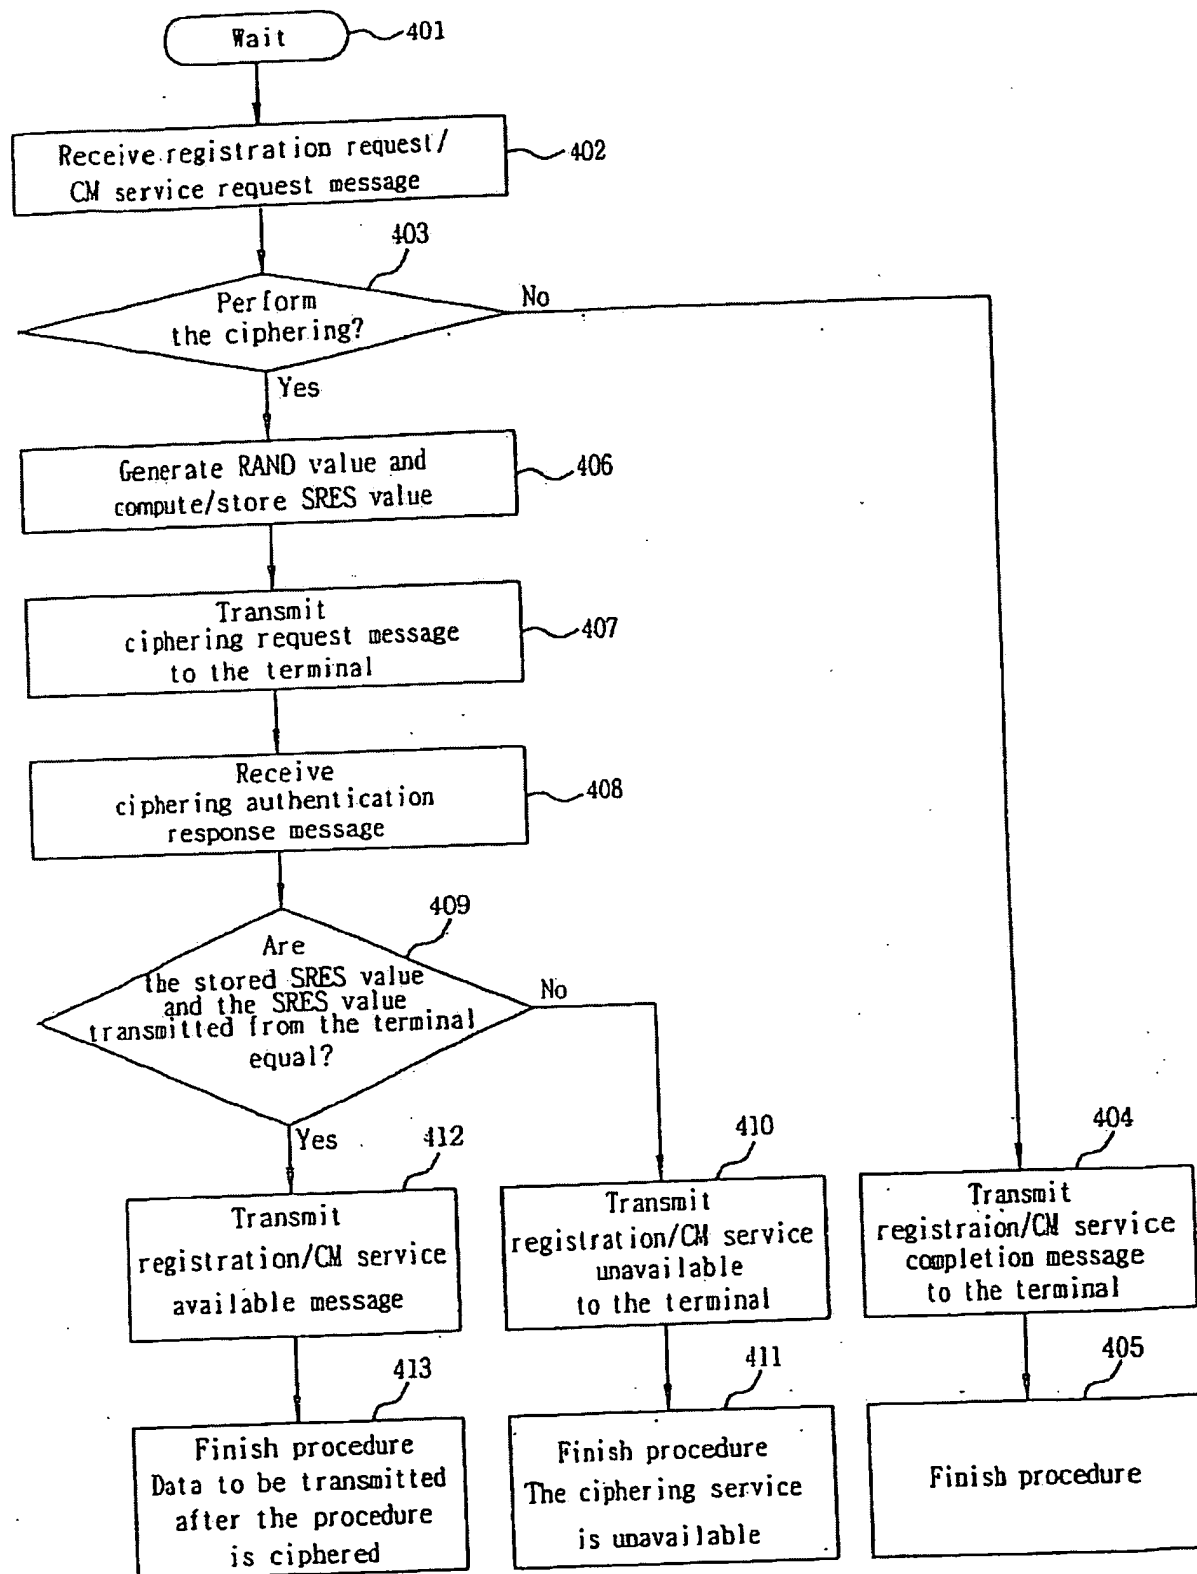 Wait
401
Receive registration request/
CM service request message
402
403
Perform
the ciphering?
No
Yes
Generate RAND value and
compute/store SRES value
406
Transmit
ciphering request message
to the terminal
407
Receive
ciphering authentication
response message
408
409
Are
the stored SRES value
and the SRES value
transmitted from the terminal
equal?
No
Yes
412
Transmit
registration/CM service
available message
410
Transmit
registration/CM service
unavailable
to the terminal
404
Transmit
registraion/CM service
completion message
to the terminal
413
Finish procedure
Data to be transmitted
after the procedure
is ciphered
411
Finish procedure
The ciphering service
is unavailable
405
Finish procedure